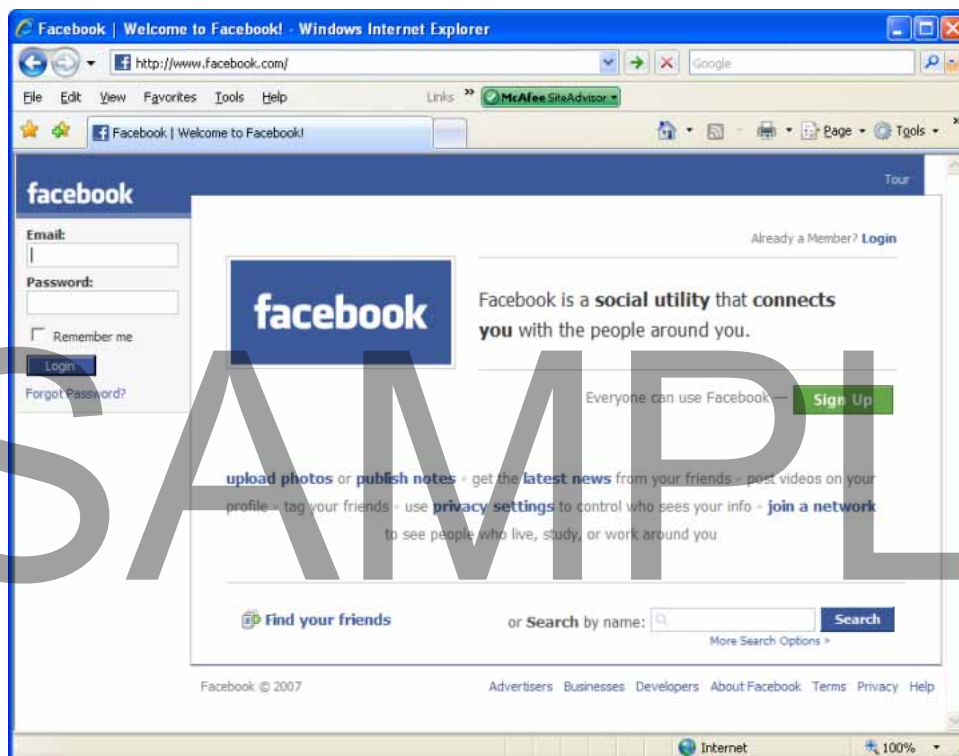 Facebook | Welcome to Facebook! - Windows Internet Explorer
http://www.facebook.com/
Google
File Edit View Favorites Tools Help
Links » McAfee SiteAdvisor
Facebook | Welcome to Facebook!
Page Tools »
facebook
Tour
Email:
Password:
Remember me
Login
Forgot Password?
Already a Member? Login
facebook
Facebook is a social utility that connects
you with the people around you.
Everyone can use Facebook — Sign Up
upload photos or publish notes • get the latest news from your friends • post videos on your
profile • tag your friends • use privacy settings to control who sees your info • join a network
to see people who live, study, or work around you
Find your friends
or Search by name: Search
More Search Options »
Facebook © 2007
Advertisers Businesses Developers About Facebook Terms Privacy Help
Internet 100%
SAMPL